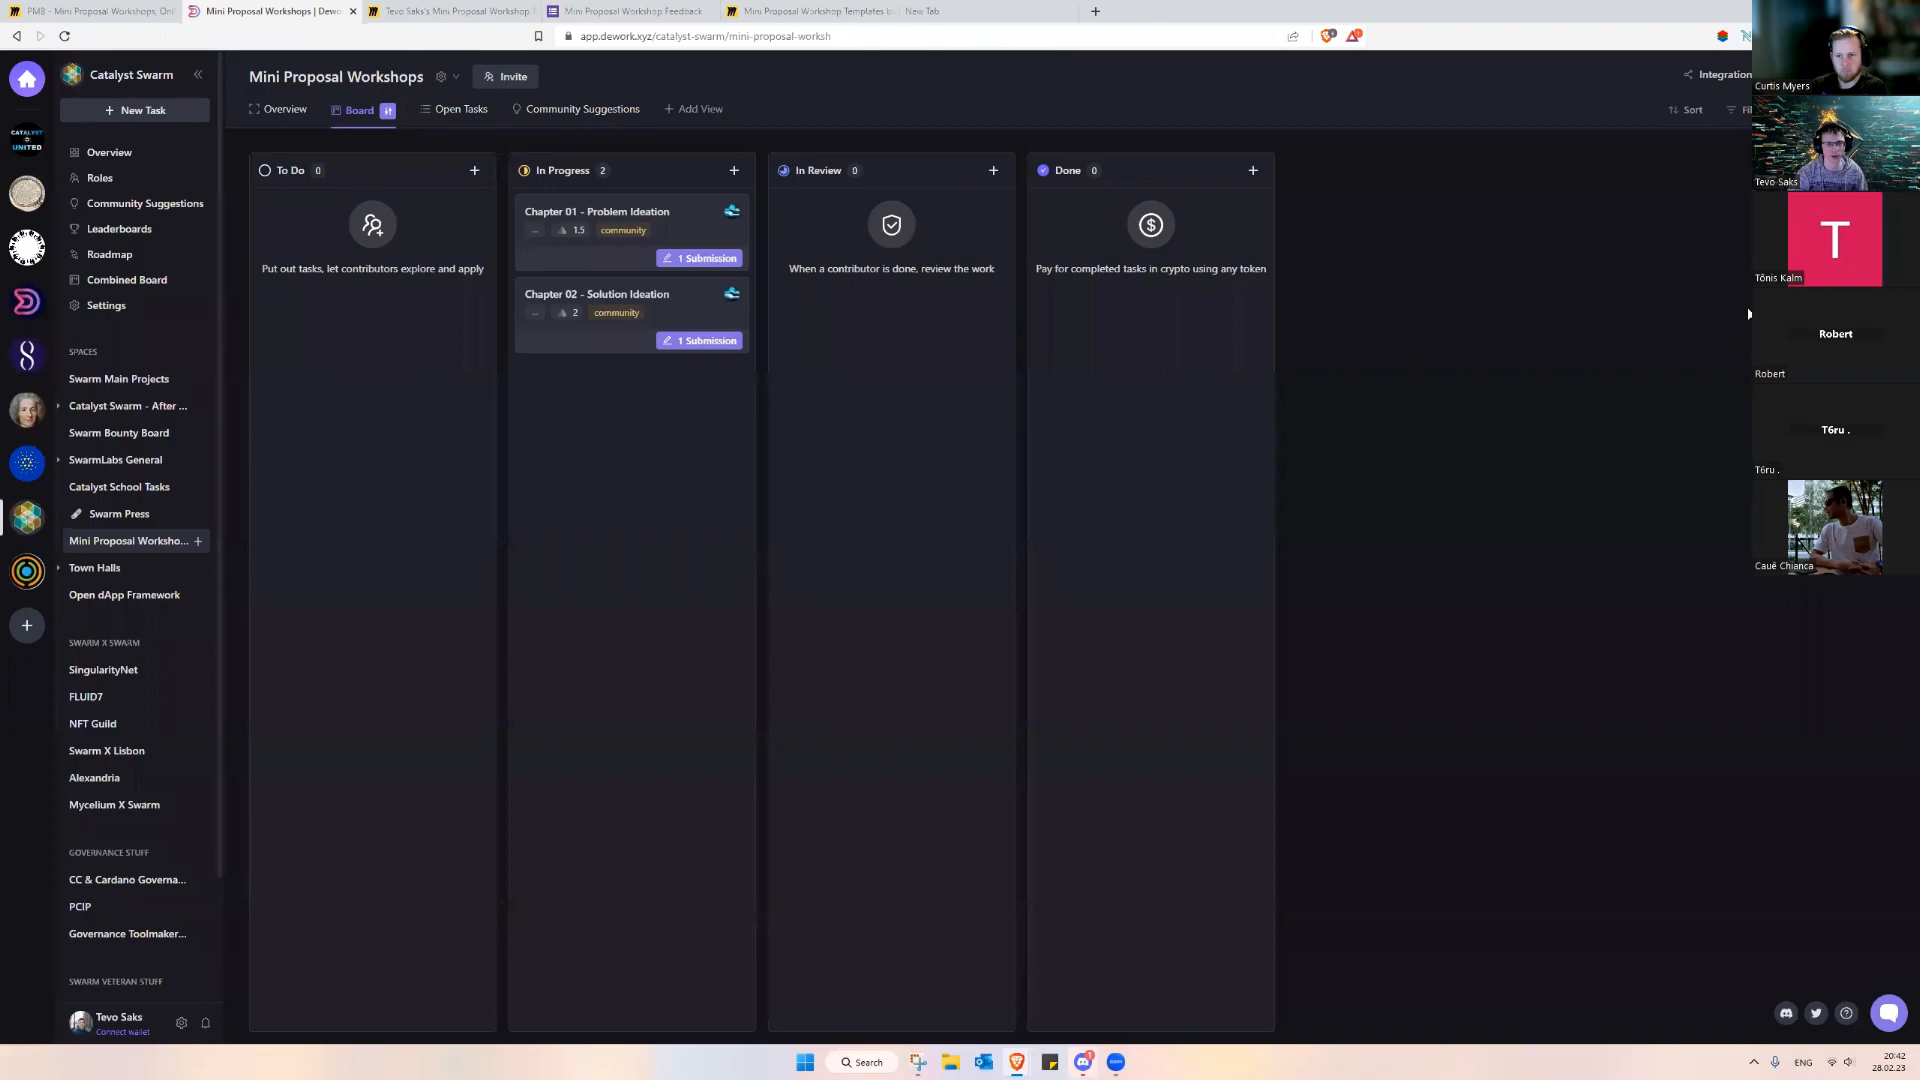 PMB - Mini Proposal Workshops, Onl
Mini Proposal Workshops | Dewo
Tevo Saks's Mini Proposal Workshop T
Mini Proposal Workshop Feedback
Mini Proposal Workshop Templates b
New Tab
app.dework.xyz/catalyst-swarm/mini-proposal-worksh
Catalyst Swarm
New Task
CATALYST
UNITED
Overview
Roles
Community Suggestions
Leaderboards
Roadmap
Combined Board
Settings
SPACES
Swarm Main Projects
Catalyst Swarm - After ...
Swarm Bounty Board
SwarmLabs General
Catalyst School Tasks
Swarm Press
Mini Proposal Worksho...
Town Halls
Open dApp Framework
SWARM X SWARM
SingularityNet
FLUID7
NFT Guild
Swarm X Lisbon
Alexandria
Mycelium X Swarm
GOVERNANCE STUFF
CC & Cardano Governa...
PCIP
Governance Toolmaker...
SWARM VETERAN STUFF
Tevo Saks
Connect wallet
Mini Proposal Workshops
Invite
Integration
Overview
Board
Open Tasks
Community Suggestions
Add View
Sort
Fil
To Do 0
Put out tasks, let contributors explore and apply
In Progress 2
Chapter 01 - Problem Ideation
... 1.5 community
1 Submission
Chapter 02 - Solution Ideation
... 2 community
1 Submission
In Review 0
When a contributor is done, review the work
Done 0
Pay for completed tasks in crypto using any token
Curtis Myers
Tevo Saks
T
Tõnis Kalm
Robert
Robert
T6ru .
T6ru .
Cauê Chianca
Search
zoom
1
ENG
20:42
28.02.23